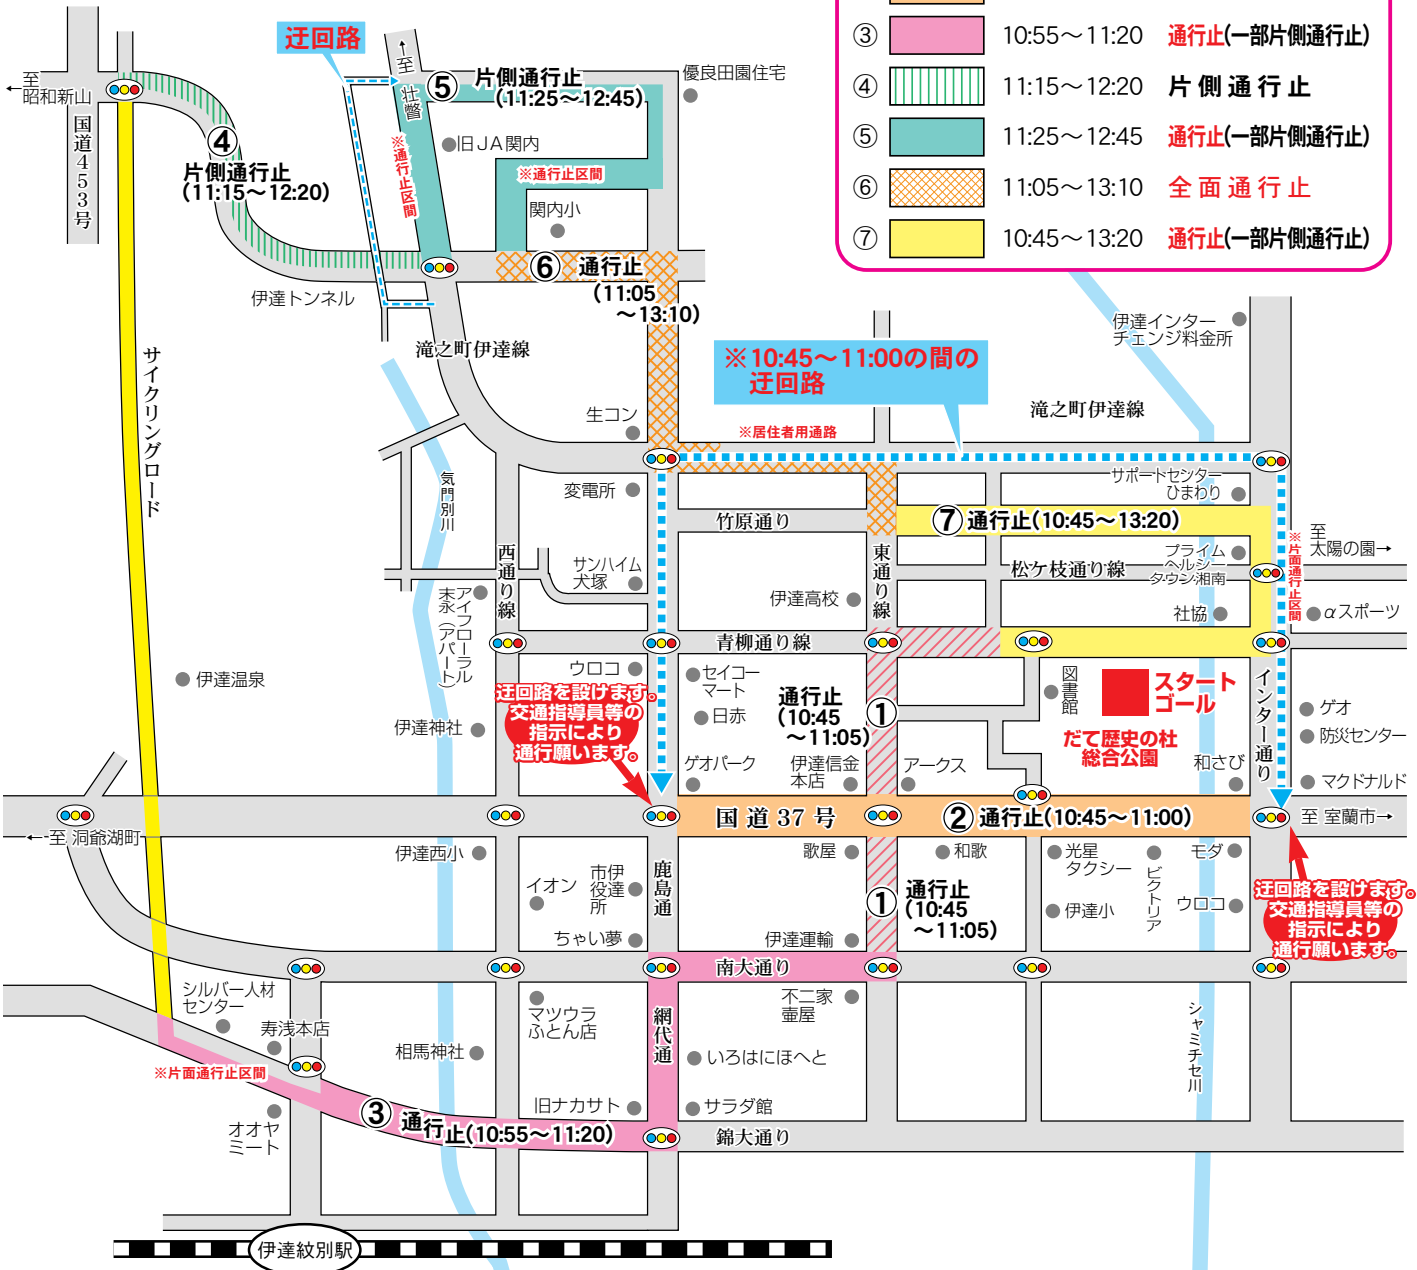 ③ 10:55〜11:20 通行止(一部片側通行止)
④ 11:15〜12:20 片側通行止
⑤ 11:25〜12:45 通行止(一部片側通行止)
⑥ 11:05〜13:10 全面通行止
⑦ 10:45〜13:20 通行止(一部片側通行止)
迂回路
←至
昭和新山
国道453号
④
片側通行止
(11:15〜12:20)
←至 壮瞥
⑤ 片側通行止
(11:25〜12:45)
優良田園住宅
旧JA関内
※通行止区間
※通行止区間
関内小
⑥ 通行止
(11:05
〜13:10)
伊達トンネル
滝之町伊達線
サイクリングロード
※10:45〜11:00の間の
迂回路
伊達インター
チェンジ料金所
滝之町伊達線
生コン
※居住者用通路
気門別川
変電所
サポートセンター
ひまわり
竹原通り
⑦ 通行止(10:45〜13:20)
西通り線
サンハイム
犬塚
東通り線
松ケ枝通り線
プライム
ヘルシー
タウン湘南
※片面通行止区間
至
太陽の園→
アイフローラル
末永(アパート)
伊達高校
社協
αスポーツ
青柳通り線
ウロコ
セイコー
マート
日赤
伊達温泉
迂回路を設けます。
交通指導員等の
指示により
通行願います。
伊達神社
通行止
(10:45
〜11:05)
①
図書館
スタート
ゴール
だて歴史の杜
総合公園
インター通り
ゲオ
防災センター
ゲオパーク
伊達信金
本店
アークス
和さび
マクドナルド
←至 洞爺湖町
国道37号
② 通行止(10:45〜11:00)
至 室蘭市→
伊達西小
イオン
市役所
伊達
鹿島通
歌屋
和歌
光星
タクシー
ビクトリア
モダ
ちゃい夢
伊達運輸
①
通行止
(10:45
〜11:05)
伊達小
ウロコ
迂回路を設けます。
交通指導員等の
指示により
通行願います。
南大通り
シルバー人材
センター
寿浅本店
マツウラ
ふとん店
網代通
不二家
壷屋
シャミチセ川
相馬神社
いろはにほへと
※片面通行止区間
オオヤ
ミート
③ 通行止(10:55〜11:20)
旧ナカサト
サラダ館
錦大通り
伊達紋別駅